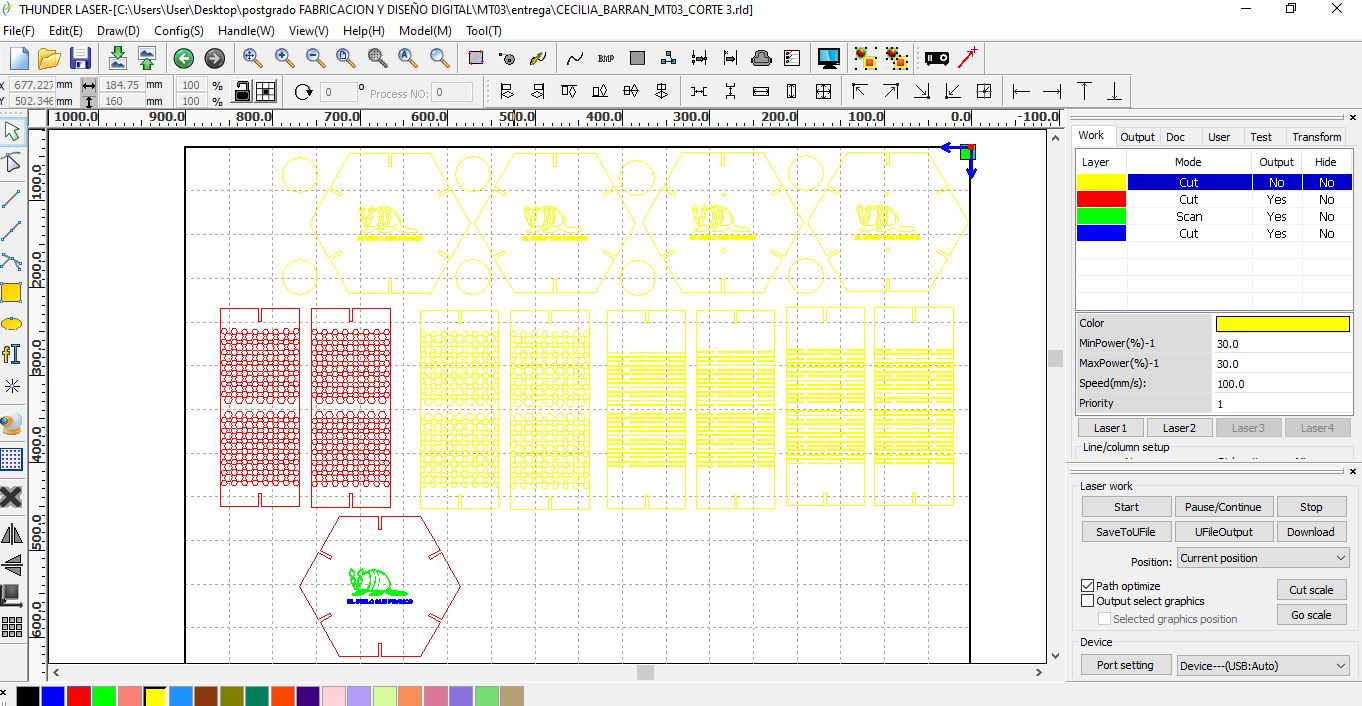 THUNDER LASER-[C:\Users\User\Desktop\postgrado FABRICACION Y DISEÑO DIGITAL\MT03\entrega\CECILIA_BARRAN_MT03_CORTE 3.rld]
File(F) Edit(E) Draw(D) Config(S) Handle(W) View(V) Help(H) Model(M) Tool(T)
BMP
X 677.227 mm 184.75 mm 100 % 0 ° Process NO: 0
Y 502.346 mm 160 mm 100 %
1000.0 900.0 800.0 700.0 600.0 500.0 400.0 300.0 200.0 100.0 0.0 -100.0
100.0
200.0
300.0
400.0
500.0
600.0
Work Output Doc User Test Transform
Layer Mode Output Hide
Cut No No
Cut Yes No
Scan Yes No
Cut Yes No
Color
MinPower(%)-1 30.0
MaxPower(%)-1 30.0
Speed(mm/s): 100.0
Priority 1
Laser1 Laser2 Laser3 Laser4
Line/column setup
Laser work
Start Pause/Continue Stop
SaveToUFile UFileOutput Download
Position: Current position
Path optimize Cut scale
Output select graphics
Selected graphics position Go scale
Device
Port setting Device---(USB:Auto)